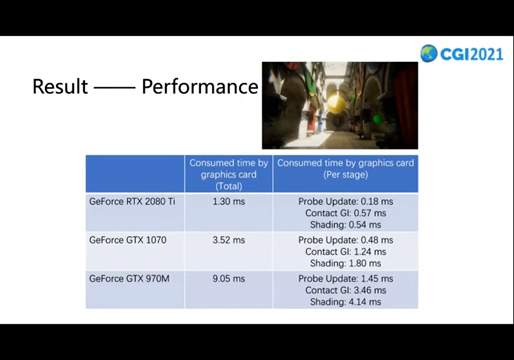 CGI2021
Result —— Performance
Consumed time by
graphics card
(Total)
Consumed time by graphics card
(Per stage)
GeForce RTX 2080 Ti
1.30 ms
Probe Update: 0.18 ms
Contact GI: 0.57 ms
Shading: 0.54 ms
GeForce GTX 1070
3.52 ms
Probe Update: 0.48 ms
Contact GI: 1.24 ms
Shading: 1.80 ms
GeForce GTX 970M
9.05 ms
Probe Update: 1.45 ms
Contact GI: 3.46 ms
Shading: 4.14 ms